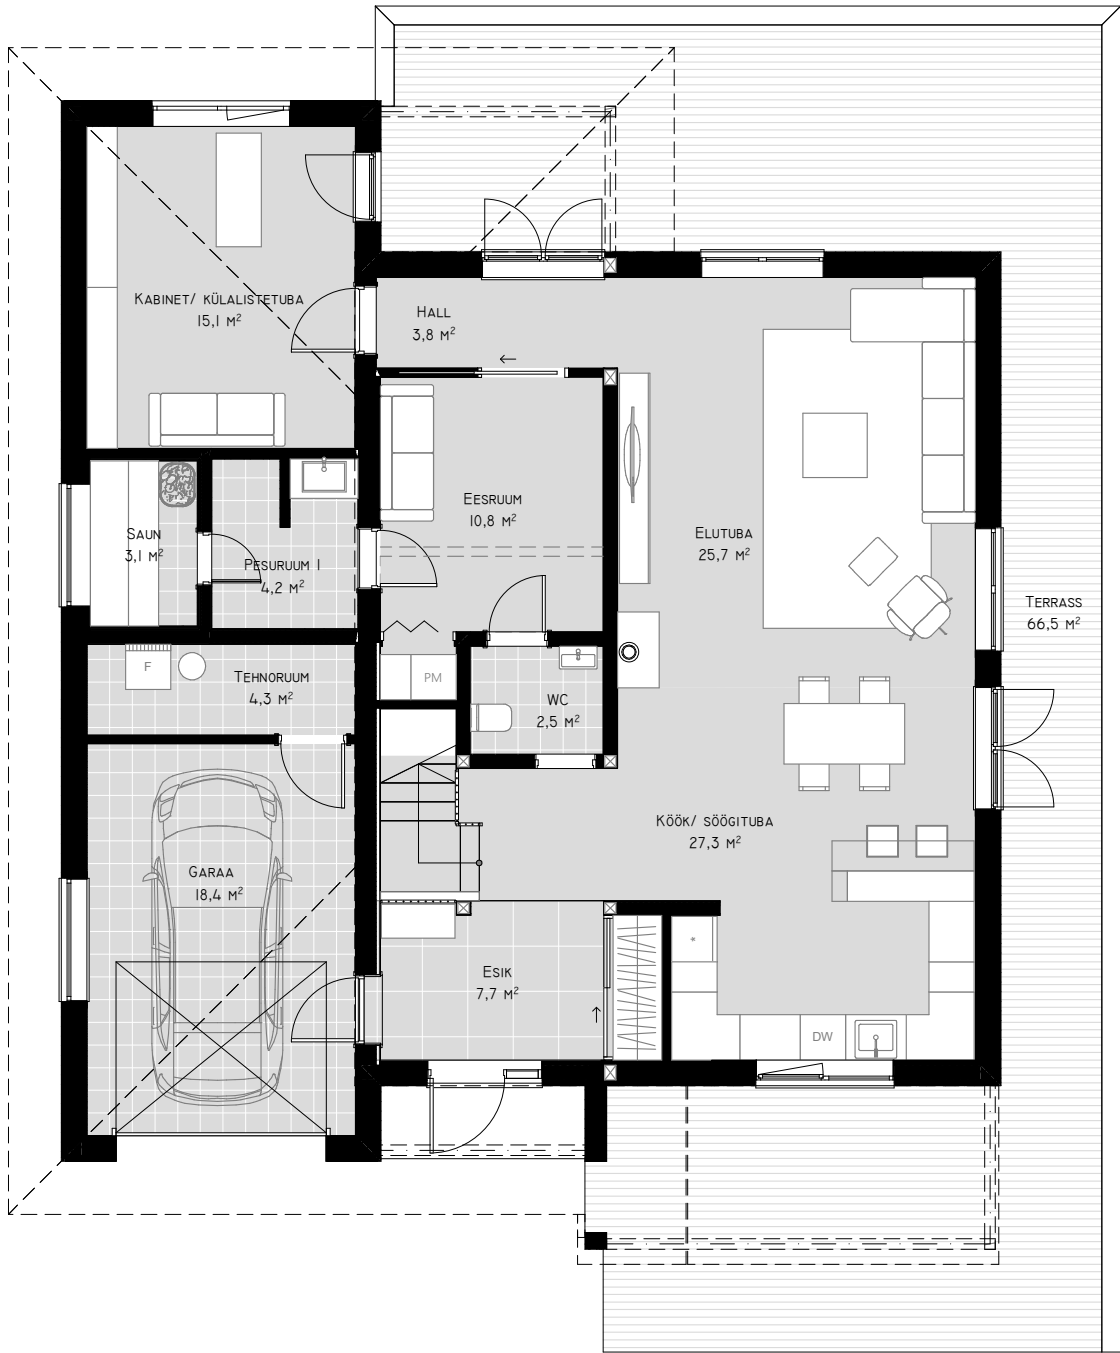 KABINET/ KÜLALISTETUBA
15,1 M²
HALL
3,8 M²
EESRUUM
10,8 M²
ELUTUBA
25,7 M²
SAUN
3,1 M²
PESURUUM 1
4,2 M²
TERRASS
66,5 M²
F
TEHNORUUM
4,3 M²
PM
WC
2,5 M²
KÖÖK/ SÖÖGITUBA
27,3 M²
GARAA
18,4 M²
*
ESIK
7,7 M²
DW